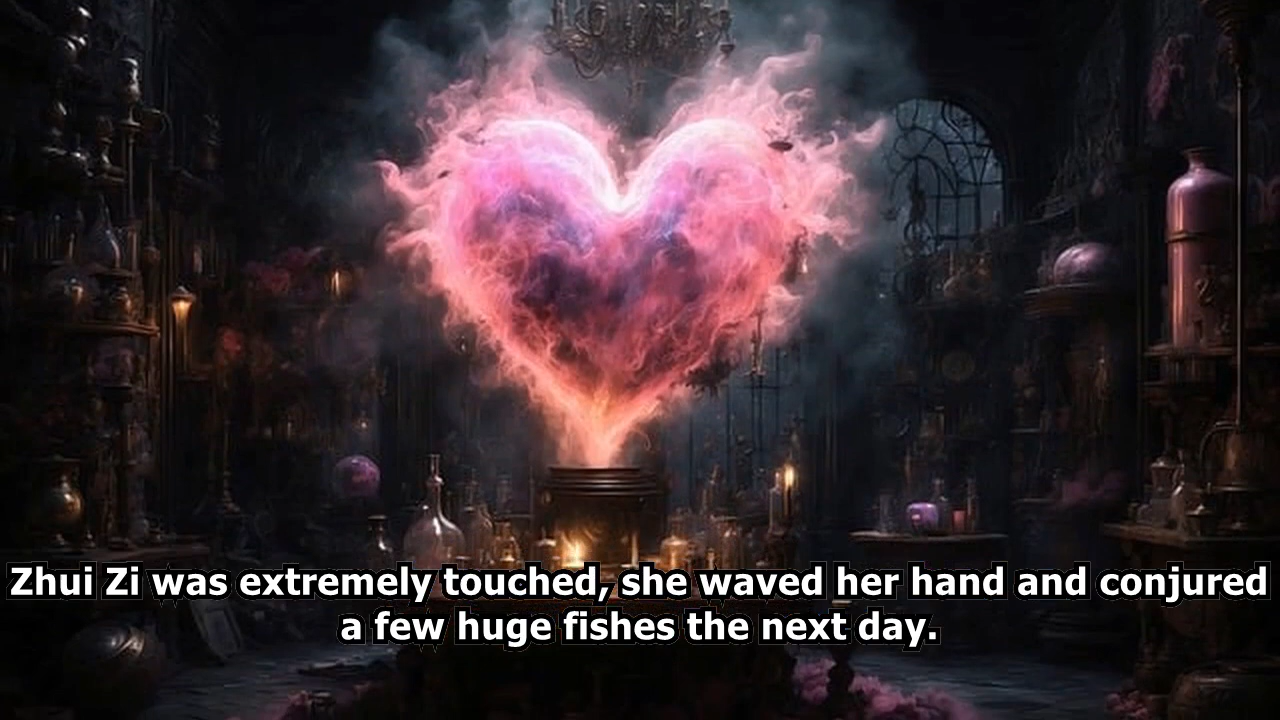 Zhui Zi was extremely touched, she waved her hand and conjured
a few huge fishes the next day.